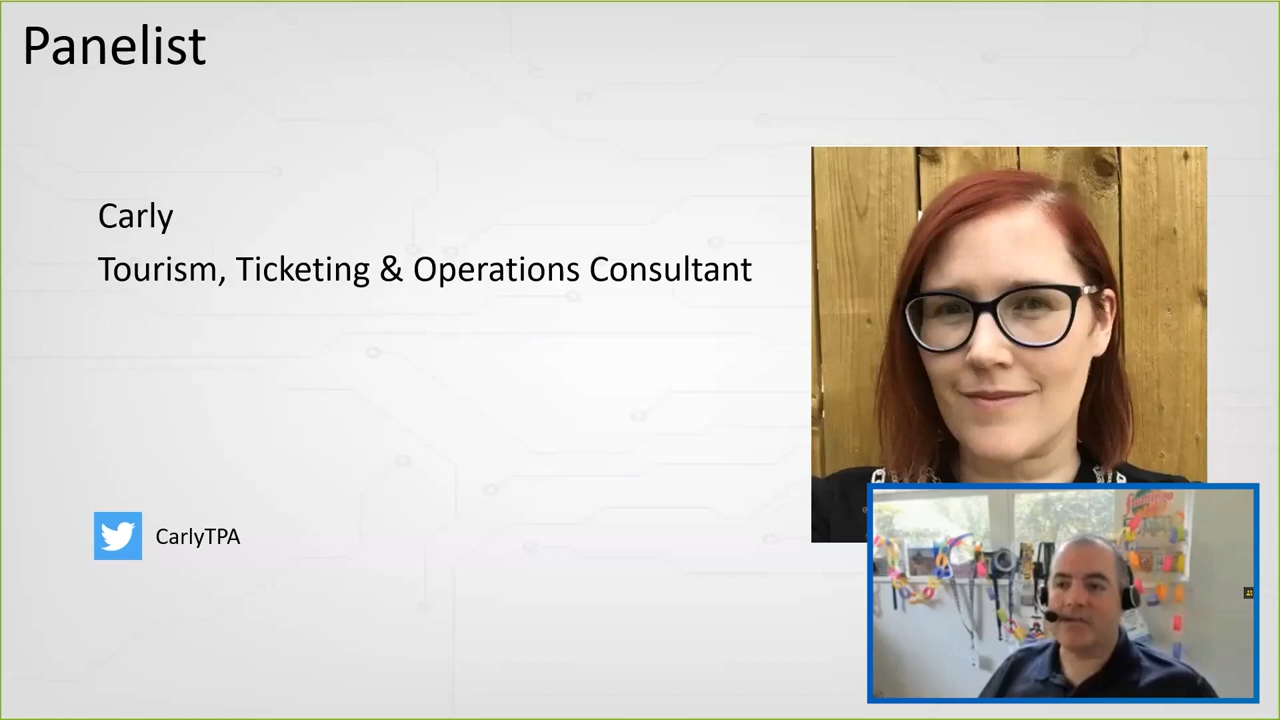 Panelist
Carly
Tourism, Ticketing & Operations Consultant
CarlyTPA